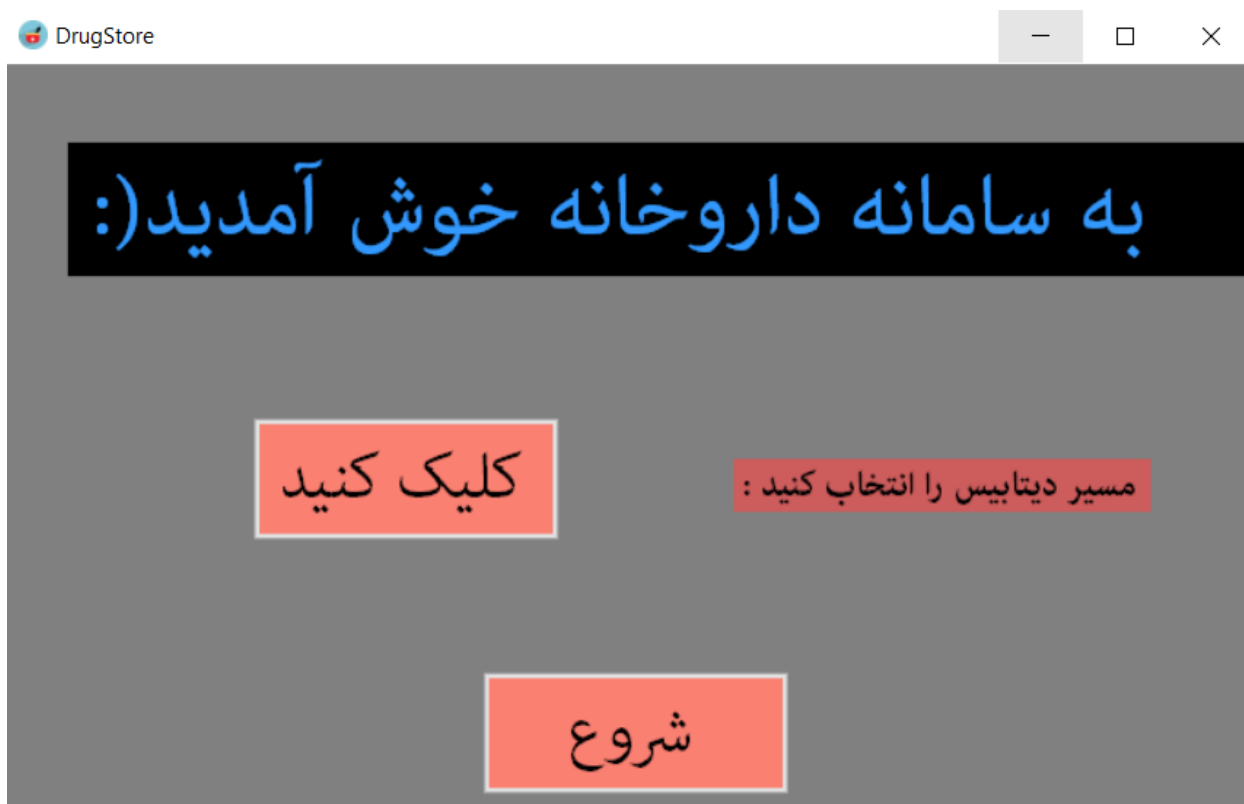 DrugStore
به سامانه داروخانه خوش آمدید(:
مسیر دیتابیس را انتخاب کنید :
کلیک کنید
شروع